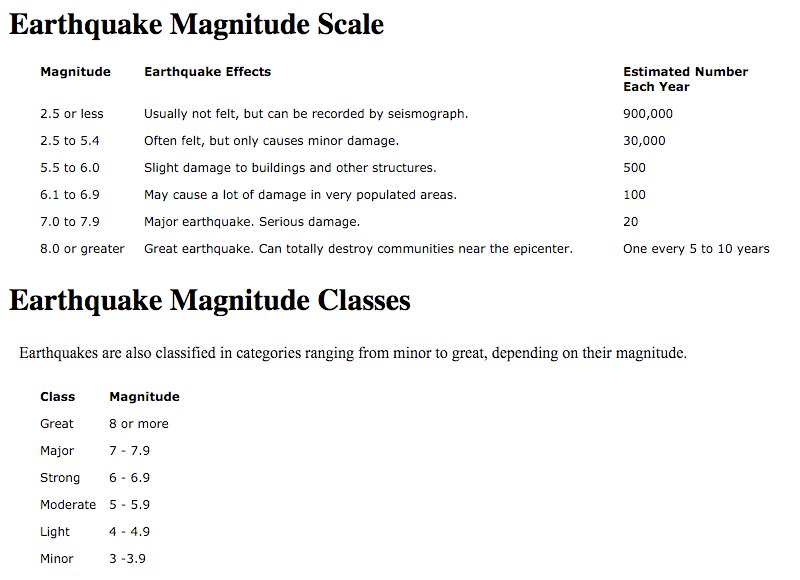 Earthquake Magnitude Scale
Magnitude Earthquake Effects Estimated Number
Each Year
2.5 or less Usually not felt, but can be recorded by seismograph. 900,000
2.5 to 5.4 Often felt, but only causes minor damage. 30,000
5.5 to 6.0 Slight damage to buildings and other structures. 500
6.1 to 6.9 May cause a lot of damage in very populated areas. 100
7.0 to 7.9 Major earthquake. Serious damage. 20
8.0 or greater Great earthquake. Can totally destroy communities near the epicenter. One every 5 to 10 years
Earthquake Magnitude Classes
Earthquakes are also classified in categories ranging from minor to great, depending on their magnitude.
Class Magnitude
Great 8 or more
Major 7 - 7.9
Strong 6 - 6.9
Moderate 5 - 5.9
Light 4 - 4.9
Minor 3 -3.9